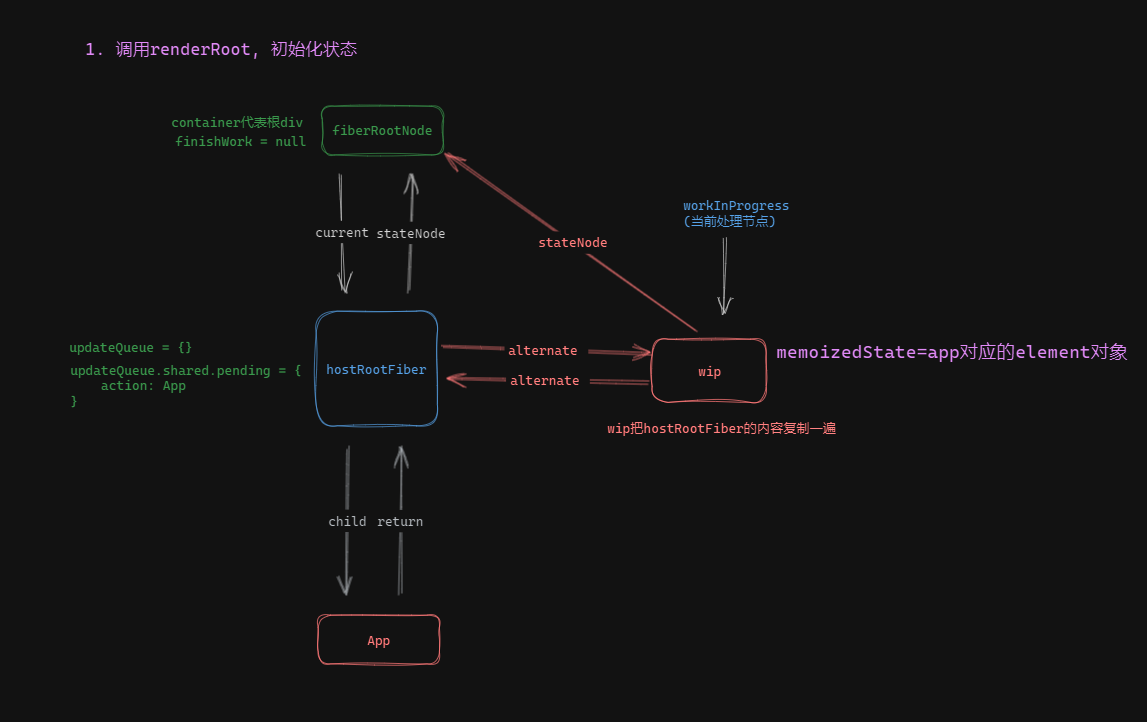 1. 调用renderRoot, 初始化状态
container代表根div
finishWork = null
fiberRootNode
workInProgress
(当前处理节点)
current
stateNode
stateNode
updateQueue = {}
updateQueue.shared.pending = {
action: App
}
hostRootFiber
alternate
alternate
wip
memoizedState=app对应的element对象
wip把hostRootFiber的内容复制一遍
child
return
App